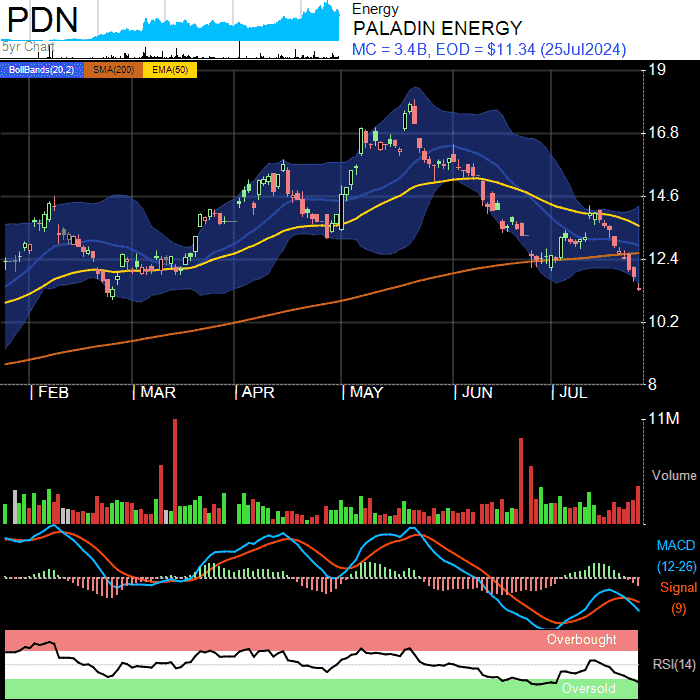 PDN
5yr Chart
Energy
PALADIN ENERGY
MC = 3.4B, EOD = $11.34 (25Jul2024)
BollBands(20,2) SMA(200) EMA(50)
19
16.8
14.6
12.4
10.2
8
FEB MAR APR MAY JUN JUL
11M
Volume
MACD
(12-26)
Signal
(9)
Overbought
RSI(14)
Oversold